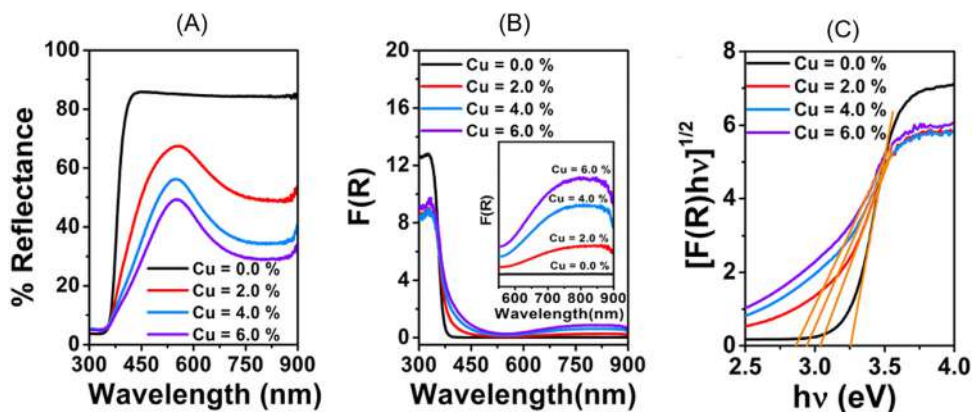 (A)
100
80
60
40
20
0
% Reflectance
Cu = 0.0 %
Cu = 2.0 %
Cu = 4.0 %
Cu = 6.0 %
300 450 600 750 900
Wavelength (nm)
(B)
20
16
12
8
4
0
F(R)
Cu = 0.0 %
Cu = 2.0 %
Cu = 4.0 %
Cu = 6.0 %
F(R)
Cu = 6.0 %
Cu = 4.0 %
Cu = 2.0 %
Cu = 0.0 %
600 700 800 900
Wavelength(nm)
300 450 600 750 900
Wavelength(nm)
(C)
8
6
4
2
0
[F(R)hν]1/2
Cu = 0.0 %
Cu = 2.0 %
Cu = 4.0 %
Cu = 6.0 %
2.5 3.0 3.5 4.0
hν (eV)